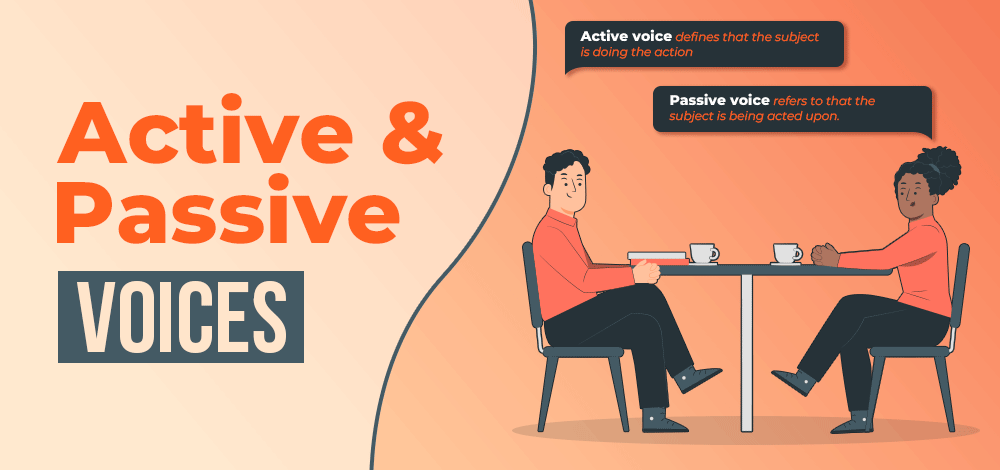 Active &
Passive
VOICES
Active voice defines that the subject
is doing the action
Passive voice refers to that the
subject is being acted upon.